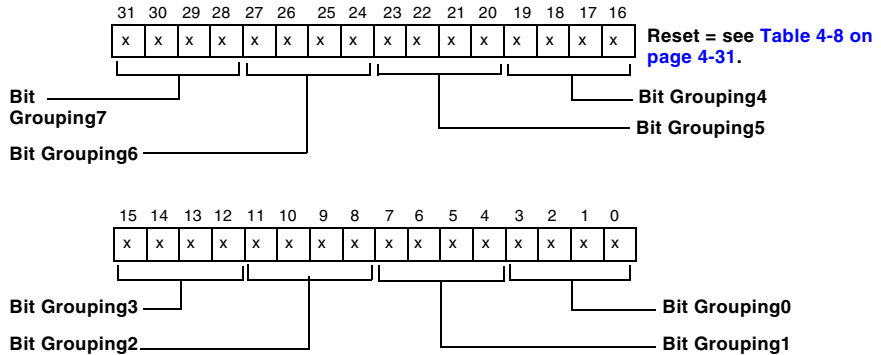 31 30 29 28 27 26 25 24 23 22 21 20 19 18 17 16
x x x x x x x x x x x x x x x x
Reset = see Table 4-8 on
page 4-31.
Bit
Grouping7
Bit Grouping4
Bit Grouping5
Bit Grouping6
15 14 13 12 11 10 9 8 7 6 5 4 3 2 1 0
x x x x x x x x x x x x x x x x
Bit Grouping3
Bit Grouping0
Bit Grouping2
Bit Grouping1